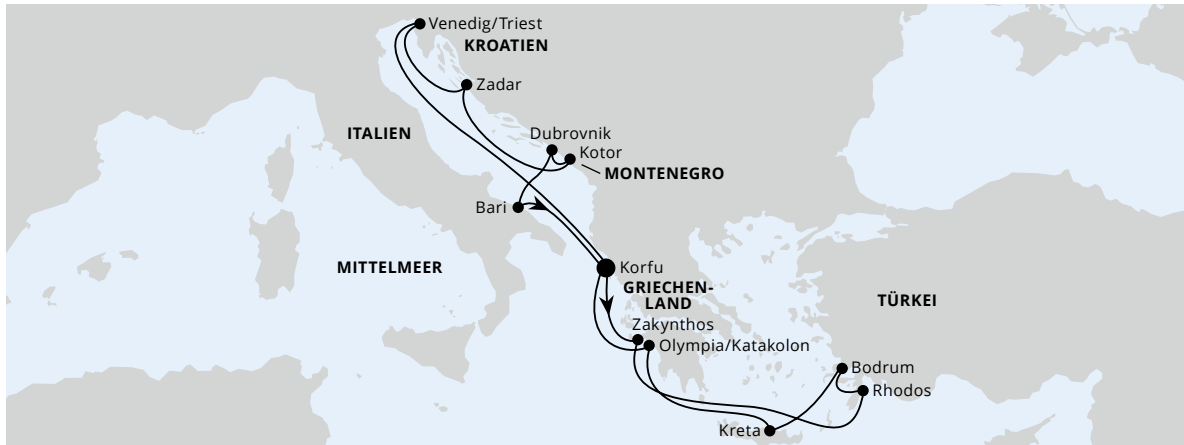 Venedig/Triest
KROATIEN
Zadar
ITALIEN
Dubrovnik
Kotor
MONTENEGRO
Bari
MITTELMEER
Korfu
GRIECHEN-
LAND
TÜRKEI
Zakynthos
Olympia/Katakolon
Bodrum
Rhodos
Kreta